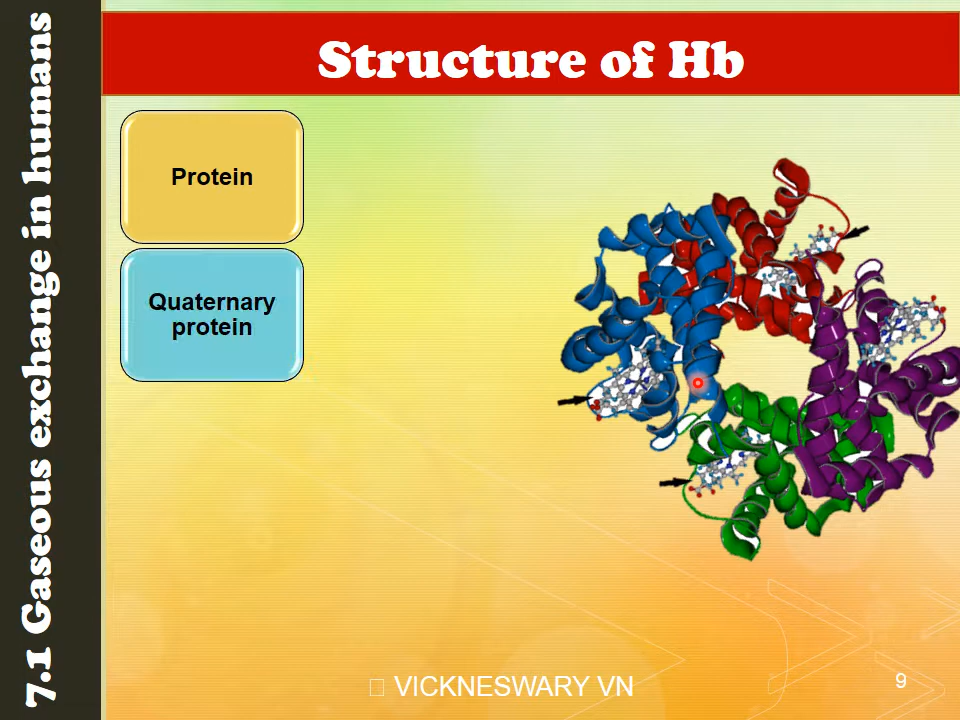 7.1 Gaseous exchange in humans
Structure of Hb
Protein
Quaternary
protein
VICKNESWARY VN
9